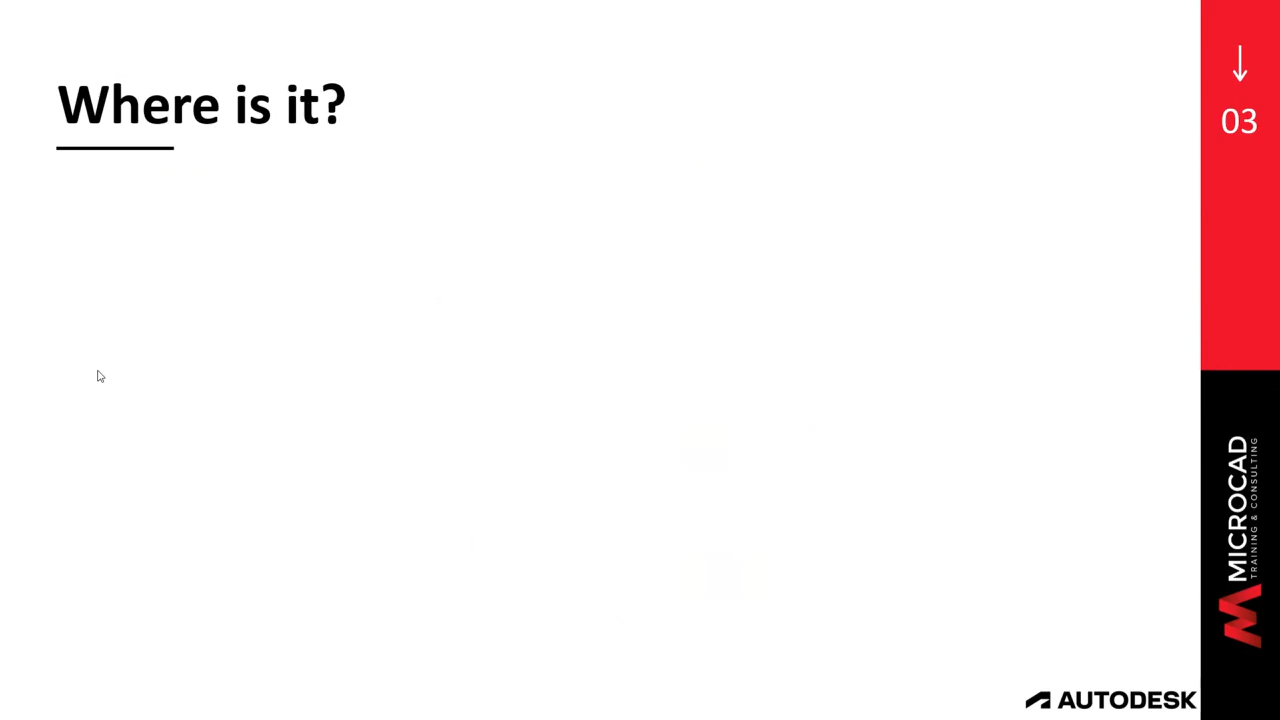 Where is it?
03
MICROCAD
TRAINING & CONSULTING
AUTODESK